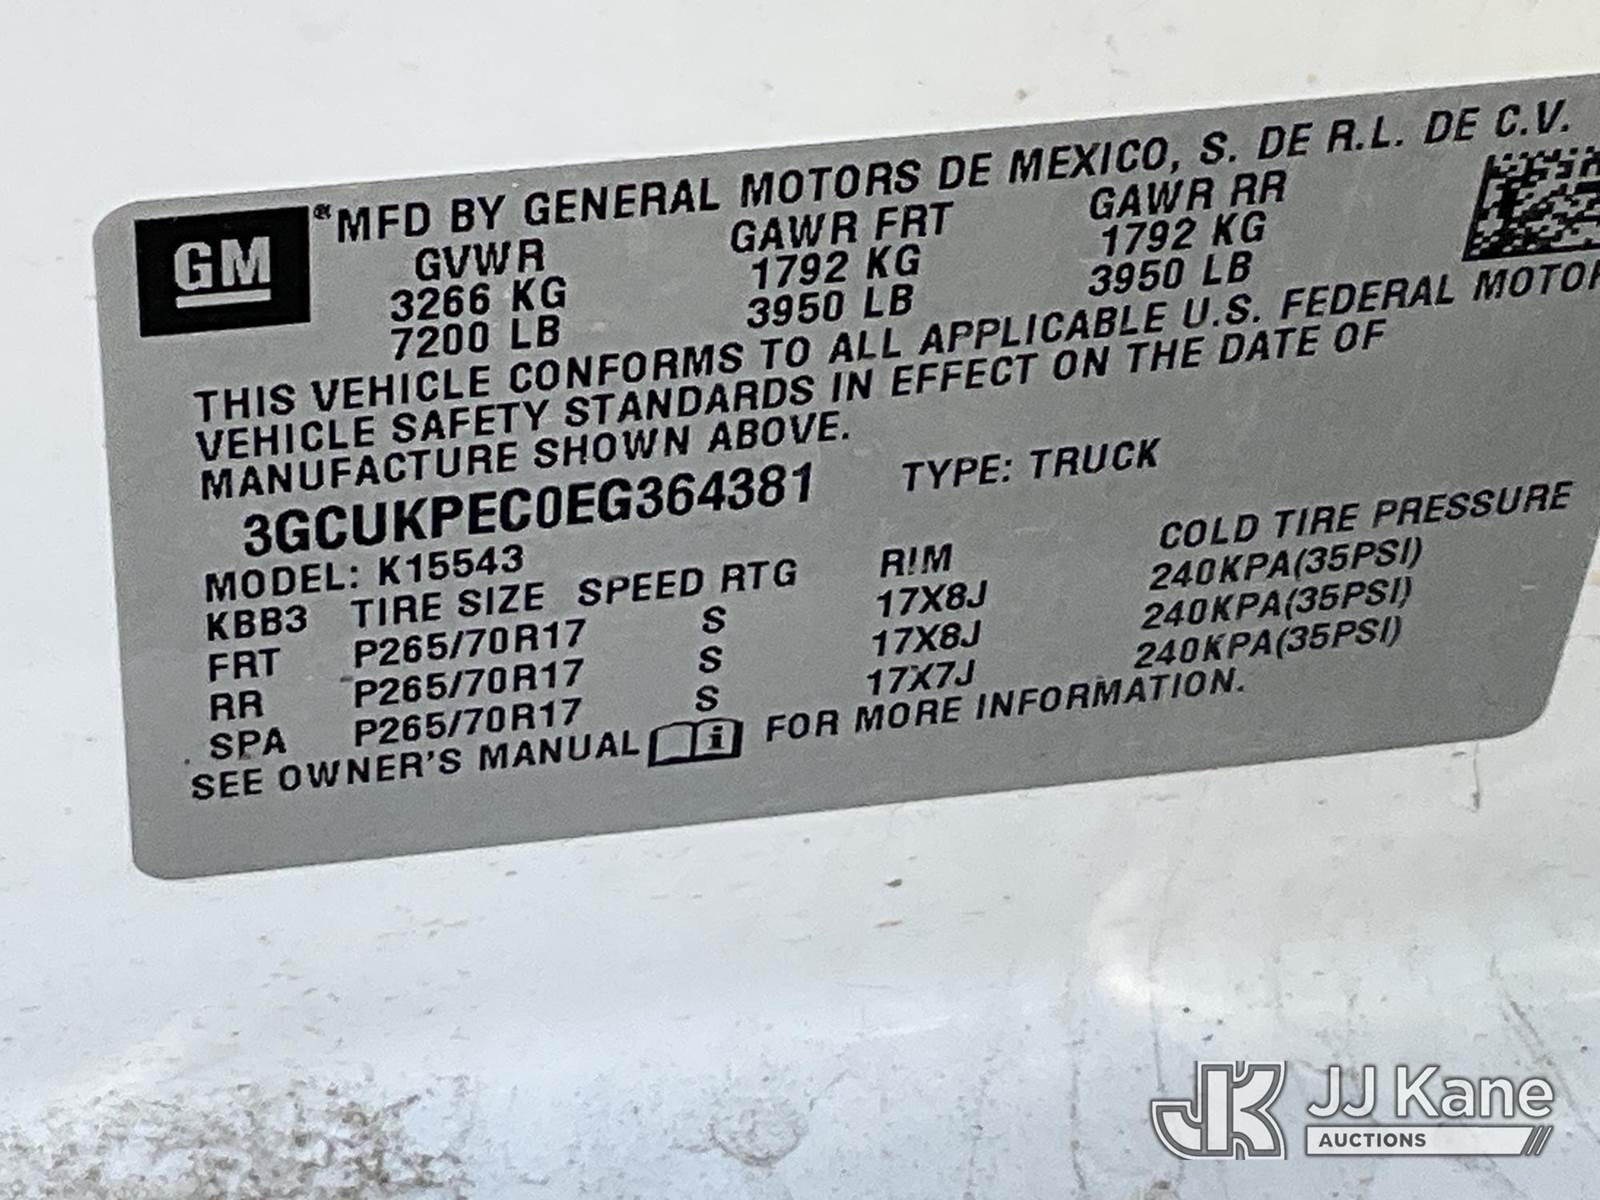 GM® MFD BY GENERAL MOTORS DE MEXICO, S. DE R.L. DE C.V.
GVWR GAWR FRT GAWR RR
3266 KG 1792 KG 1792 KG
7200 LB 3950 LB 3950 LB
THIS VEHICLE CONFORMS TO ALL APPLICABLE U.S. FEDERAL MOTOR
VEHICLE SAFETY STANDARDS IN EFFECT ON THE DATE OF
MANUFACTURE SHOWN ABOVE.
3GCUKPEC0EG364381 TYPE: TRUCK
MODEL: K15543
KBB3 TIRE SIZE SPEED RTG RIM COLD TIRE PRESSURE
FRT P265/70R17 S 17X8J 240KPA(35PSI)
RR P265/70R17 S 17X8J 240KPA(35PSI)
SPA P265/70R17 S 17X7J 240KPA(35PSI)
SEE OWNER'S MANUAL FOR MORE INFORMATION.
JK JJ Kane
AUCTIONS